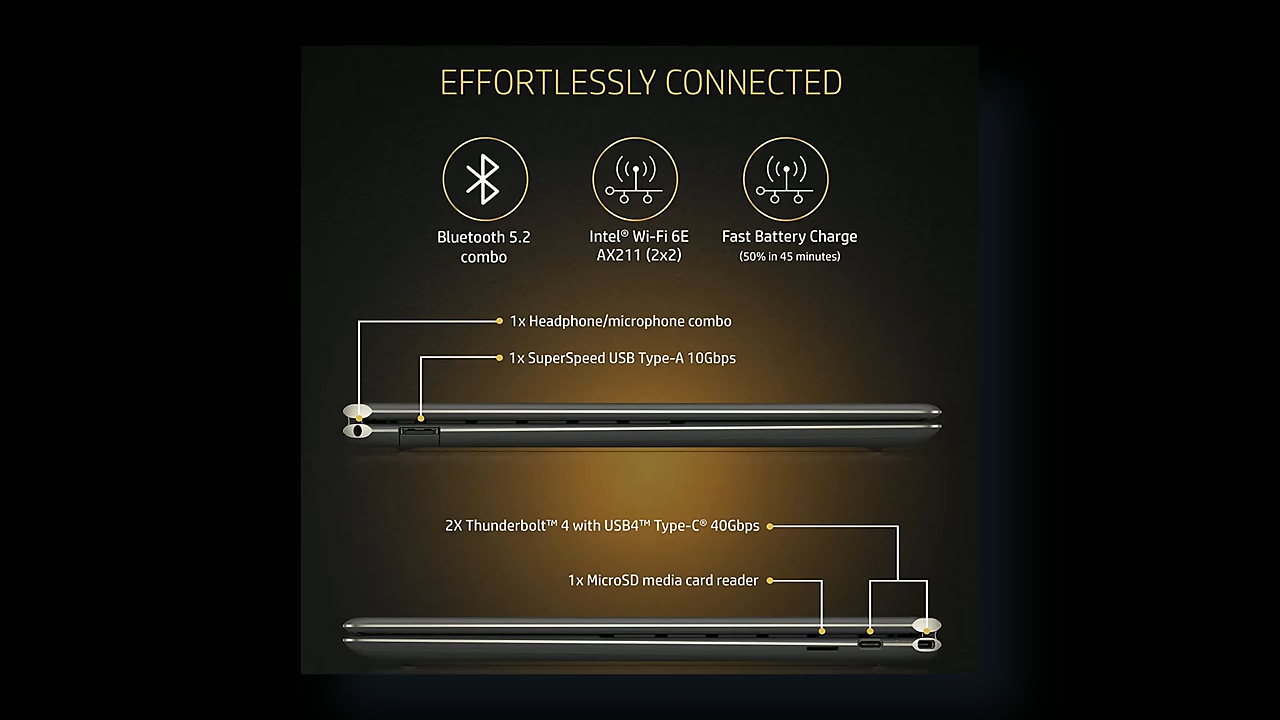 EFFORTLESSLY CONNECTED
Bluetooth 5.2
combo
Intel® Wi-Fi 6E
AX211 (2x2)
Fast Battery Charge
(50% in 45 minutes)
1x Headphone/microphone combo
1x SuperSpeed USB Type-A 10Gbps
2X Thunderbolt™ 4 with USB4™ Type-C® 40Gbps
1x MicroSD media card reader